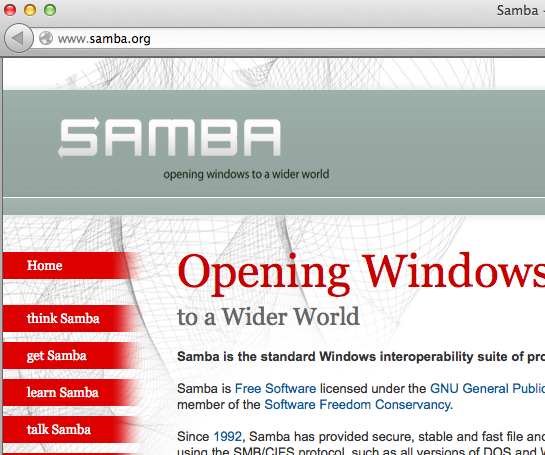 Samba -
www.samba.org
SAMBA
opening windows to a wider world
Home
think Samba
get Samba
learn Samba
talk Samba
Opening Windows
to a Wider World
Samba is the standard Windows interoperability suite of pro
Samba is Free Software licensed under the GNU General Public
member of the Software Freedom Conservancy.
Since 1992, Samba has provided secure, stable and fast file and
using the SMB/CIFS protocol, such as all versions of DOS and W